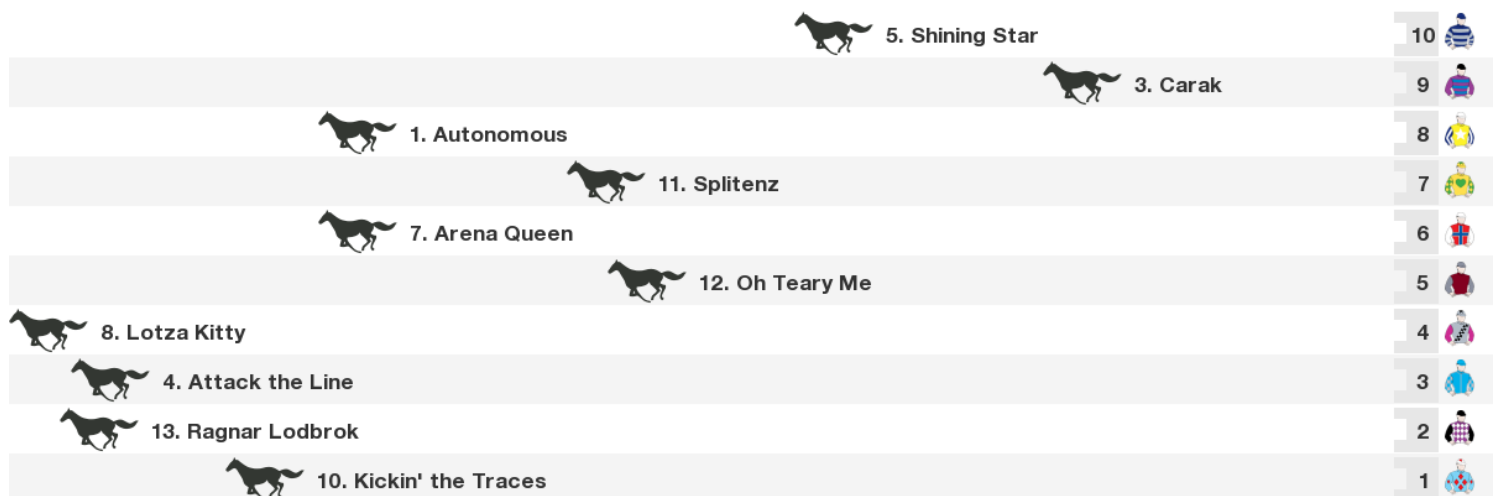 5. Shining Star 10
3. Carak 9
1. Autonomous 8
11. Splitenz 7
7. Arena Queen 6
12. Oh Teary Me 5
8. Lotza Kitty 4
4. Attack the Line 3
13. Ragnar Lodbrok 2
10. Kickin' the Traces 1